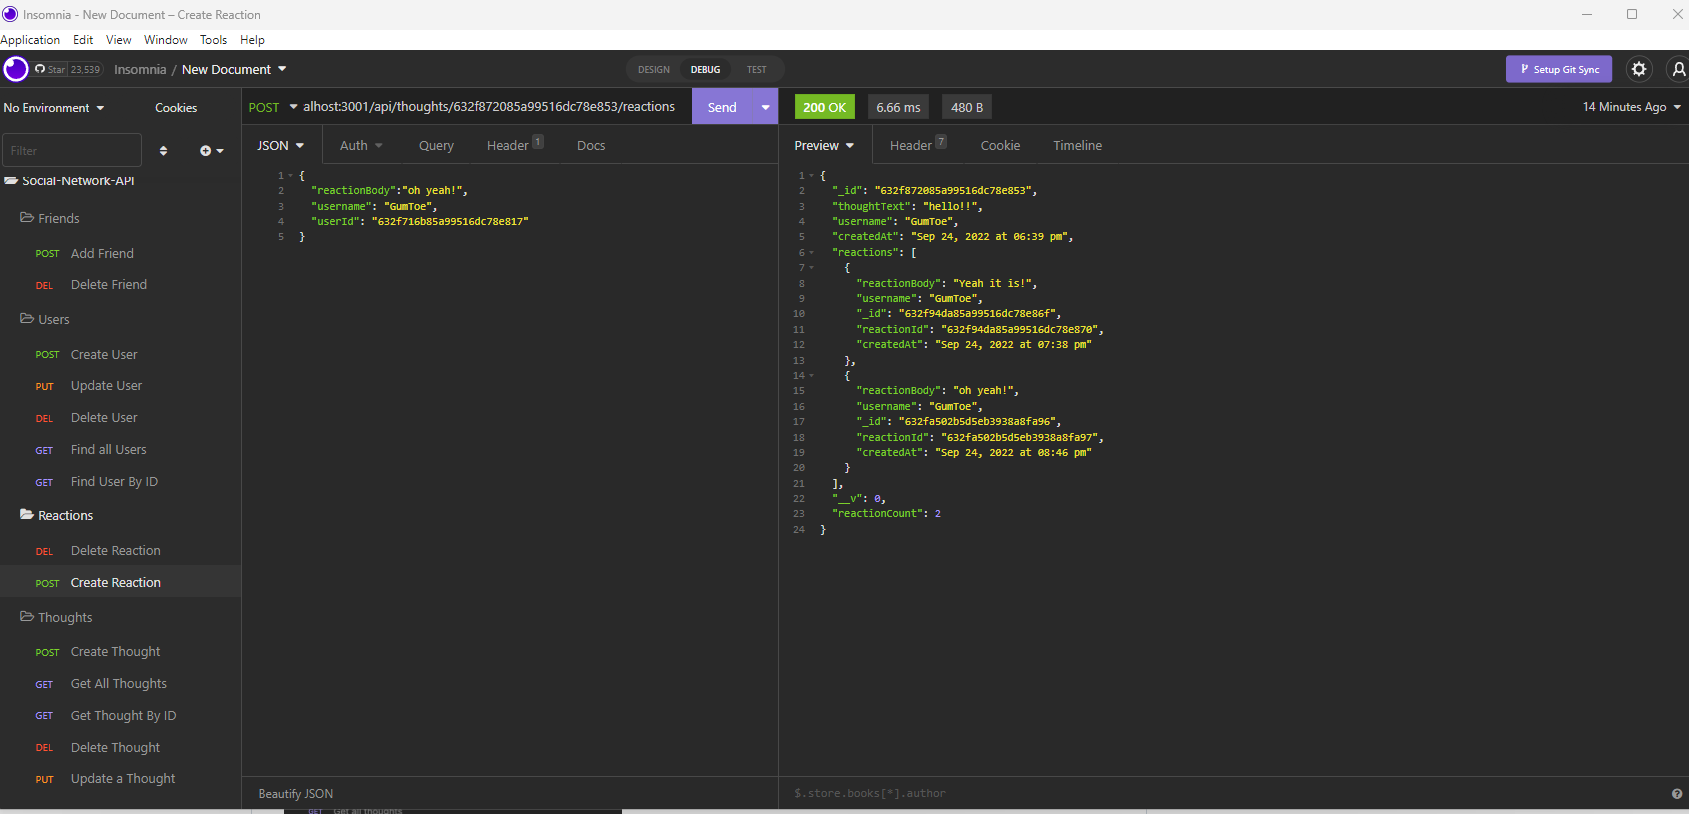 Insomnia - New Document – Create Reaction
Application Edit View Window Tools Help
Star 23,539 Insomnia / New Document DESIGN DEBUG TEST Setup Git Sync
No Environment Cookies
POST alhost:3001/api/thoughts/632f872085a99516dc78e853/reactions Send
200 OK 6.66 ms 480 B 14 Minutes Ago
Filter
JSON Auth Query Header 1 Docs
Preview Header 7 Cookie Timeline
Social-Network-API
Friends
POST Add Friend
DEL Delete Friend
Users
POST Create User
PUT Update User
DEL Delete User
GET Find all Users
GET Find User By ID
Reactions
DEL Delete Reaction
POST Create Reaction
Thoughts
POST Create Thought
GET Get All Thoughts
GET Get Thought By ID
DEL Delete Thought
PUT Update a Thought
1 {
2 "reactionBody":"oh yeah!",
3 "username": "GumToe",
4 "userId": "632f716b85a99516dc78e817"
5 }
Beautify JSON
1 {
2 "_id": "632f872085a99516dc78e853",
3 "thoughtText": "hello!!",
4 "username": "GumToe",
5 "createdAt": "Sep 24, 2022 at 06:39 pm",
6 "reactions": [
7 {
8 "reactionBody": "Yeah it is!",
9 "username": "GumToe",
10 "_id": "632f94da85a99516dc78e86f",
11 "reactionId": "632f94da85a99516dc78e870",
12 "createdAt": "Sep 24, 2022 at 07:38 pm"
13 },
14 {
15 "reactionBody": "oh yeah!",
16 "username": "GumToe",
17 "_id": "632fa502b5d5eb3938a8fa96",
18 "reactionId": "632fa502b5d5eb3938a8fa97",
19 "createdAt": "Sep 24, 2022 at 08:46 pm"
20 }
21 ],
22 "__v": 0,
23 "reactionCount": 2
24 }
$.store.books[*].author
GET Get all thoughts